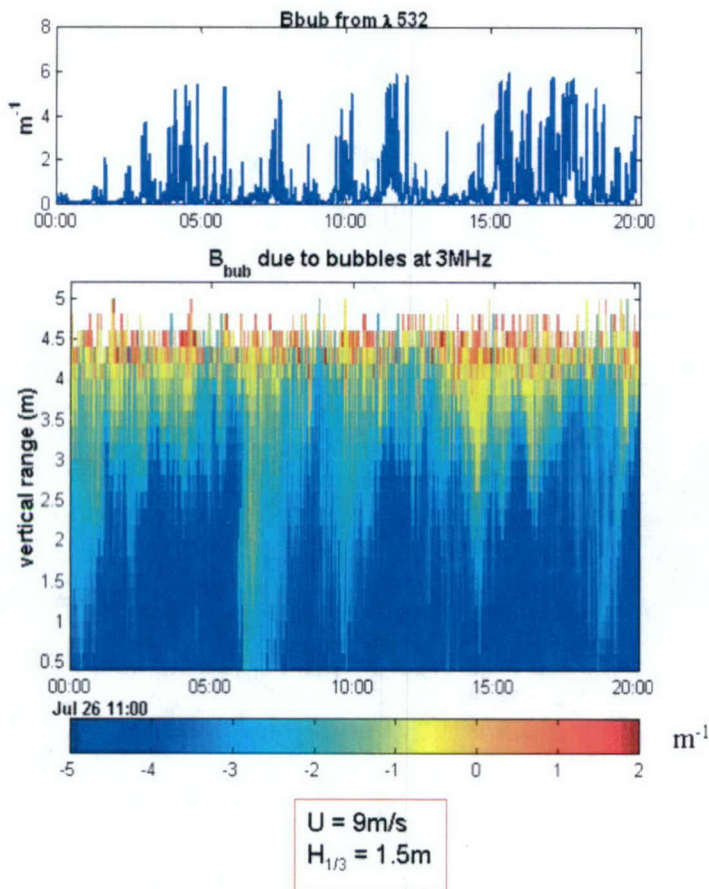 Bbub from λ 532
8
6
4
2
0
m⁻¹
00:00 05:00 10:00 15:00 20:00
B_bub due to bubbles at 3MHz
5
4.5
4
3.5
3
2.5
2
1.5
1
0.5
vertical range (m)
00:00 05:00 10:00 15:00 20:00
Jul 26 11:00
-5 -4 -3 -2 -1 0 1 2
m⁻¹
U = 9m/s
H_1/3 = 1.5m